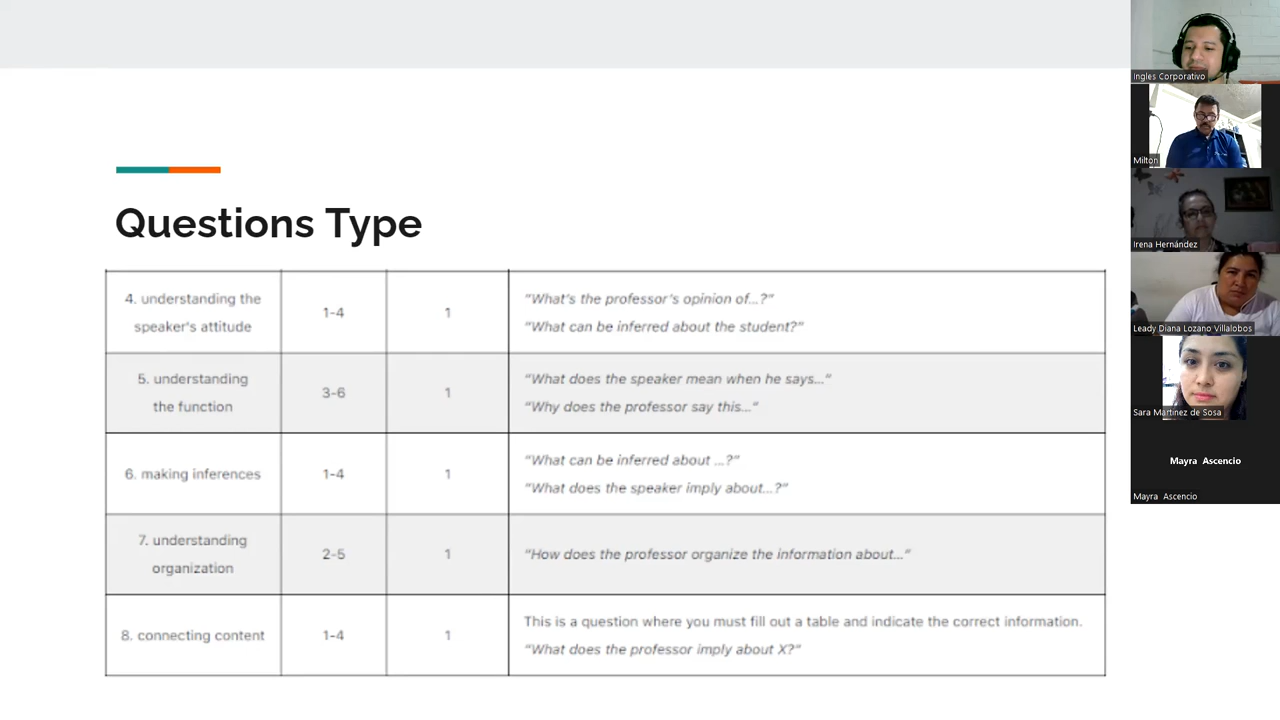 Questions Type
4. understanding the
speaker's attitude
1-4
1
"What's the professor's opinion of...?"
"What can be inferred about the student?"
5. understanding
the function
3-6
1
"What does the speaker mean when he says..."
"Why does the professor say this..."
6. making inferences
1-4
1
"What can be inferred about ...?"
"What does the speaker imply about...?"
7. understanding
organization
2-5
1
"How does the professor organize the information about..."
8. connecting content
1-4
1
This is a question where you must fill out a table and indicate the correct information.
"What does the professor imply about X?"
Ingles Corporativo
Milton
Irena Hernández
Leady Diana Lozano Villalobos
Sara Martinez de Sosa
Mayra Ascencio
Mayra Ascencio